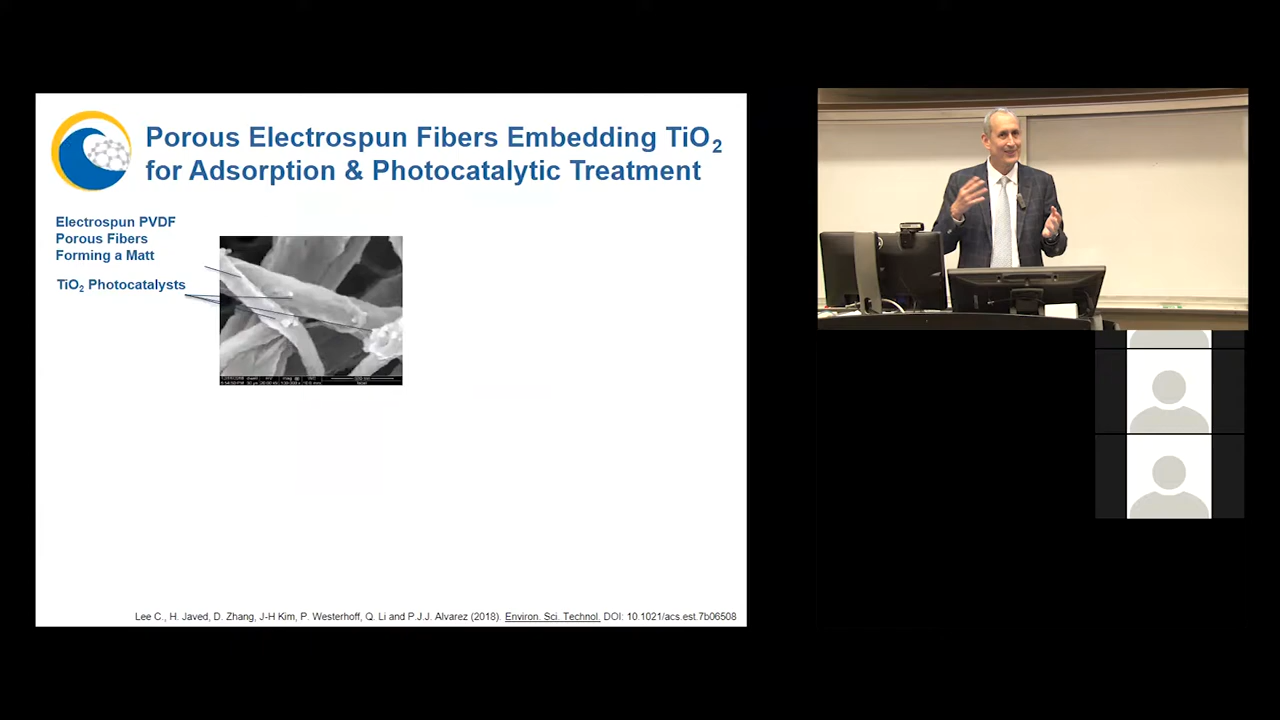 Porous Electrospun Fibers Embedding TiO2
for Adsorption & Photocatalytic Treatment
Electrospun PVDF
Porous Fibers
Forming a Matt
TiO2 Photocatalysts
Lee C., H. Javed, D. Zhang, J-H Kim, P. Westerhoff, Q. Li and P.J.J. Alvarez (2018). Environ. Sci. Technol. DOI: 10.1021/acs.est.7b06508